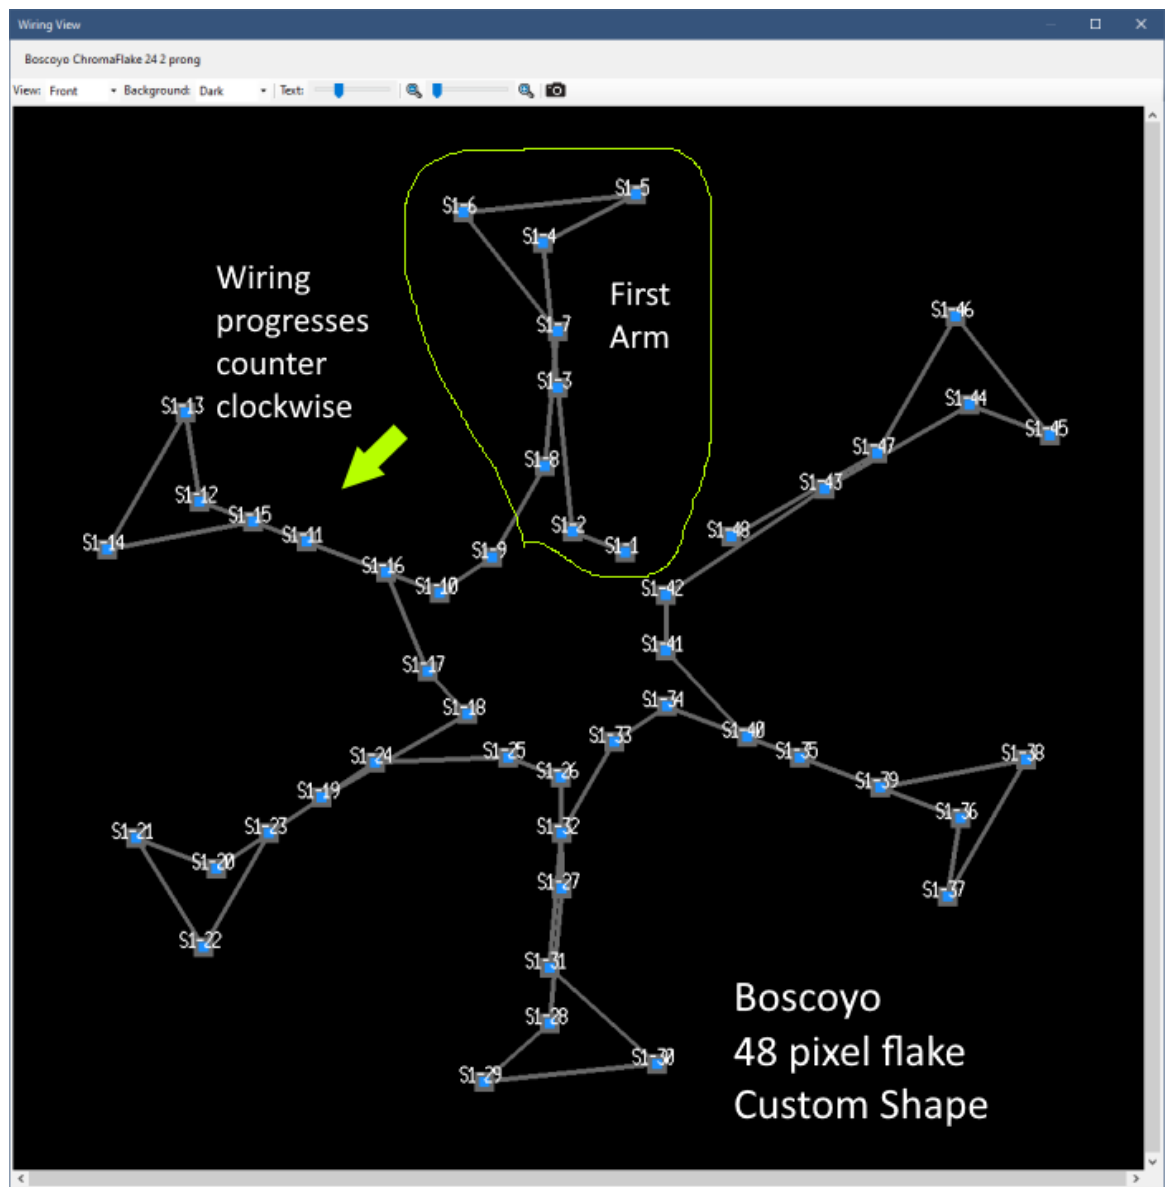 Wiring View
Boscoyo ChromaFlake 24 2 prong
View: Front Background: Dark Text:
S1-5
S1-6
S1-4
Wiring
progresses
counter
clockwise
First
Arm
S1-46
S1-7
S1-3
S1-13
S1-44
S1-45
S1-47
S1-8
S1-43
S1-12
S1-15
S1-11
S1-14
S1-2
S1-48
S1-1
S1-9
S1-16
S1-10
S1-42
S1-41
S1-17
S1-18
S1-34
S1-33
S1-40
S1-24
S1-25
S1-35
S1-38
S1-26
S1-19
S1-39
S1-21
S1-23
S1-32
S1-36
S1-20
S1-27
S1-37
S1-22
S1-31
S1-28
S1-30
S1-29
Boscoyo
48 pixel flake
Custom Shape